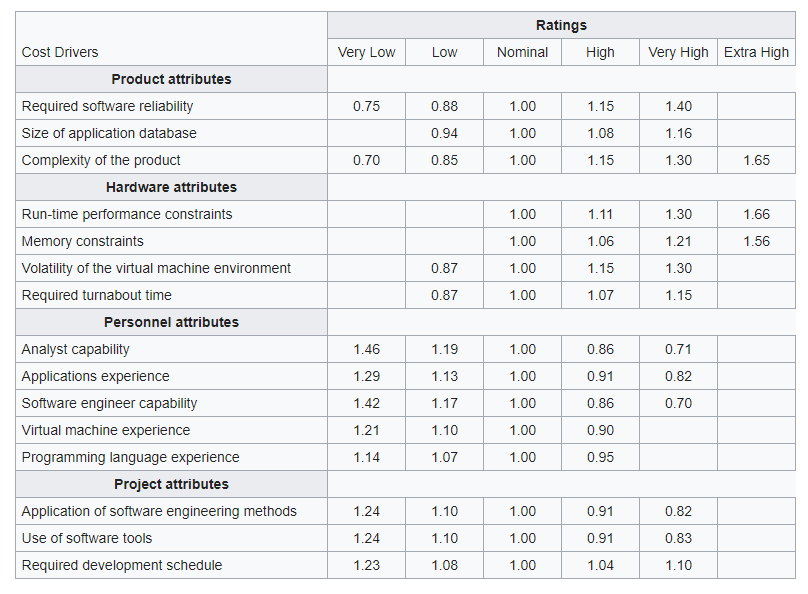 Ratings
Cost Drivers Very Low Low Nominal High Very High Extra High
Product attributes
Required software reliability 0.75 0.88 1.00 1.15 1.40
Size of application database 0.94 1.00 1.08 1.16
Complexity of the product 0.70 0.85 1.00 1.15 1.30 1.65
Hardware attributes
Run-time performance constraints 1.00 1.11 1.30 1.66
Memory constraints 1.00 1.06 1.21 1.56
Volatility of the virtual machine environment 0.87 1.00 1.15 1.30
Required turnabout time 0.87 1.00 1.07 1.15
Personnel attributes
Analyst capability 1.46 1.19 1.00 0.86 0.71
Applications experience 1.29 1.13 1.00 0.91 0.82
Software engineer capability 1.42 1.17 1.00 0.86 0.70
Virtual machine experience 1.21 1.10 1.00 0.90
Programming language experience 1.14 1.07 1.00 0.95
Project attributes
Application of software engineering methods 1.24 1.10 1.00 0.91 0.82
Use of software tools 1.24 1.10 1.00 0.91 0.83
Required development schedule 1.23 1.08 1.00 1.04 1.10